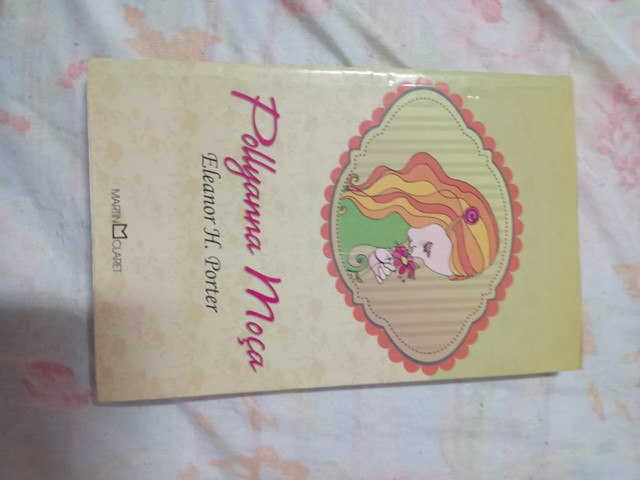 Pollyanna Moça
Eleanor H. Porter
MARTIN CLARET